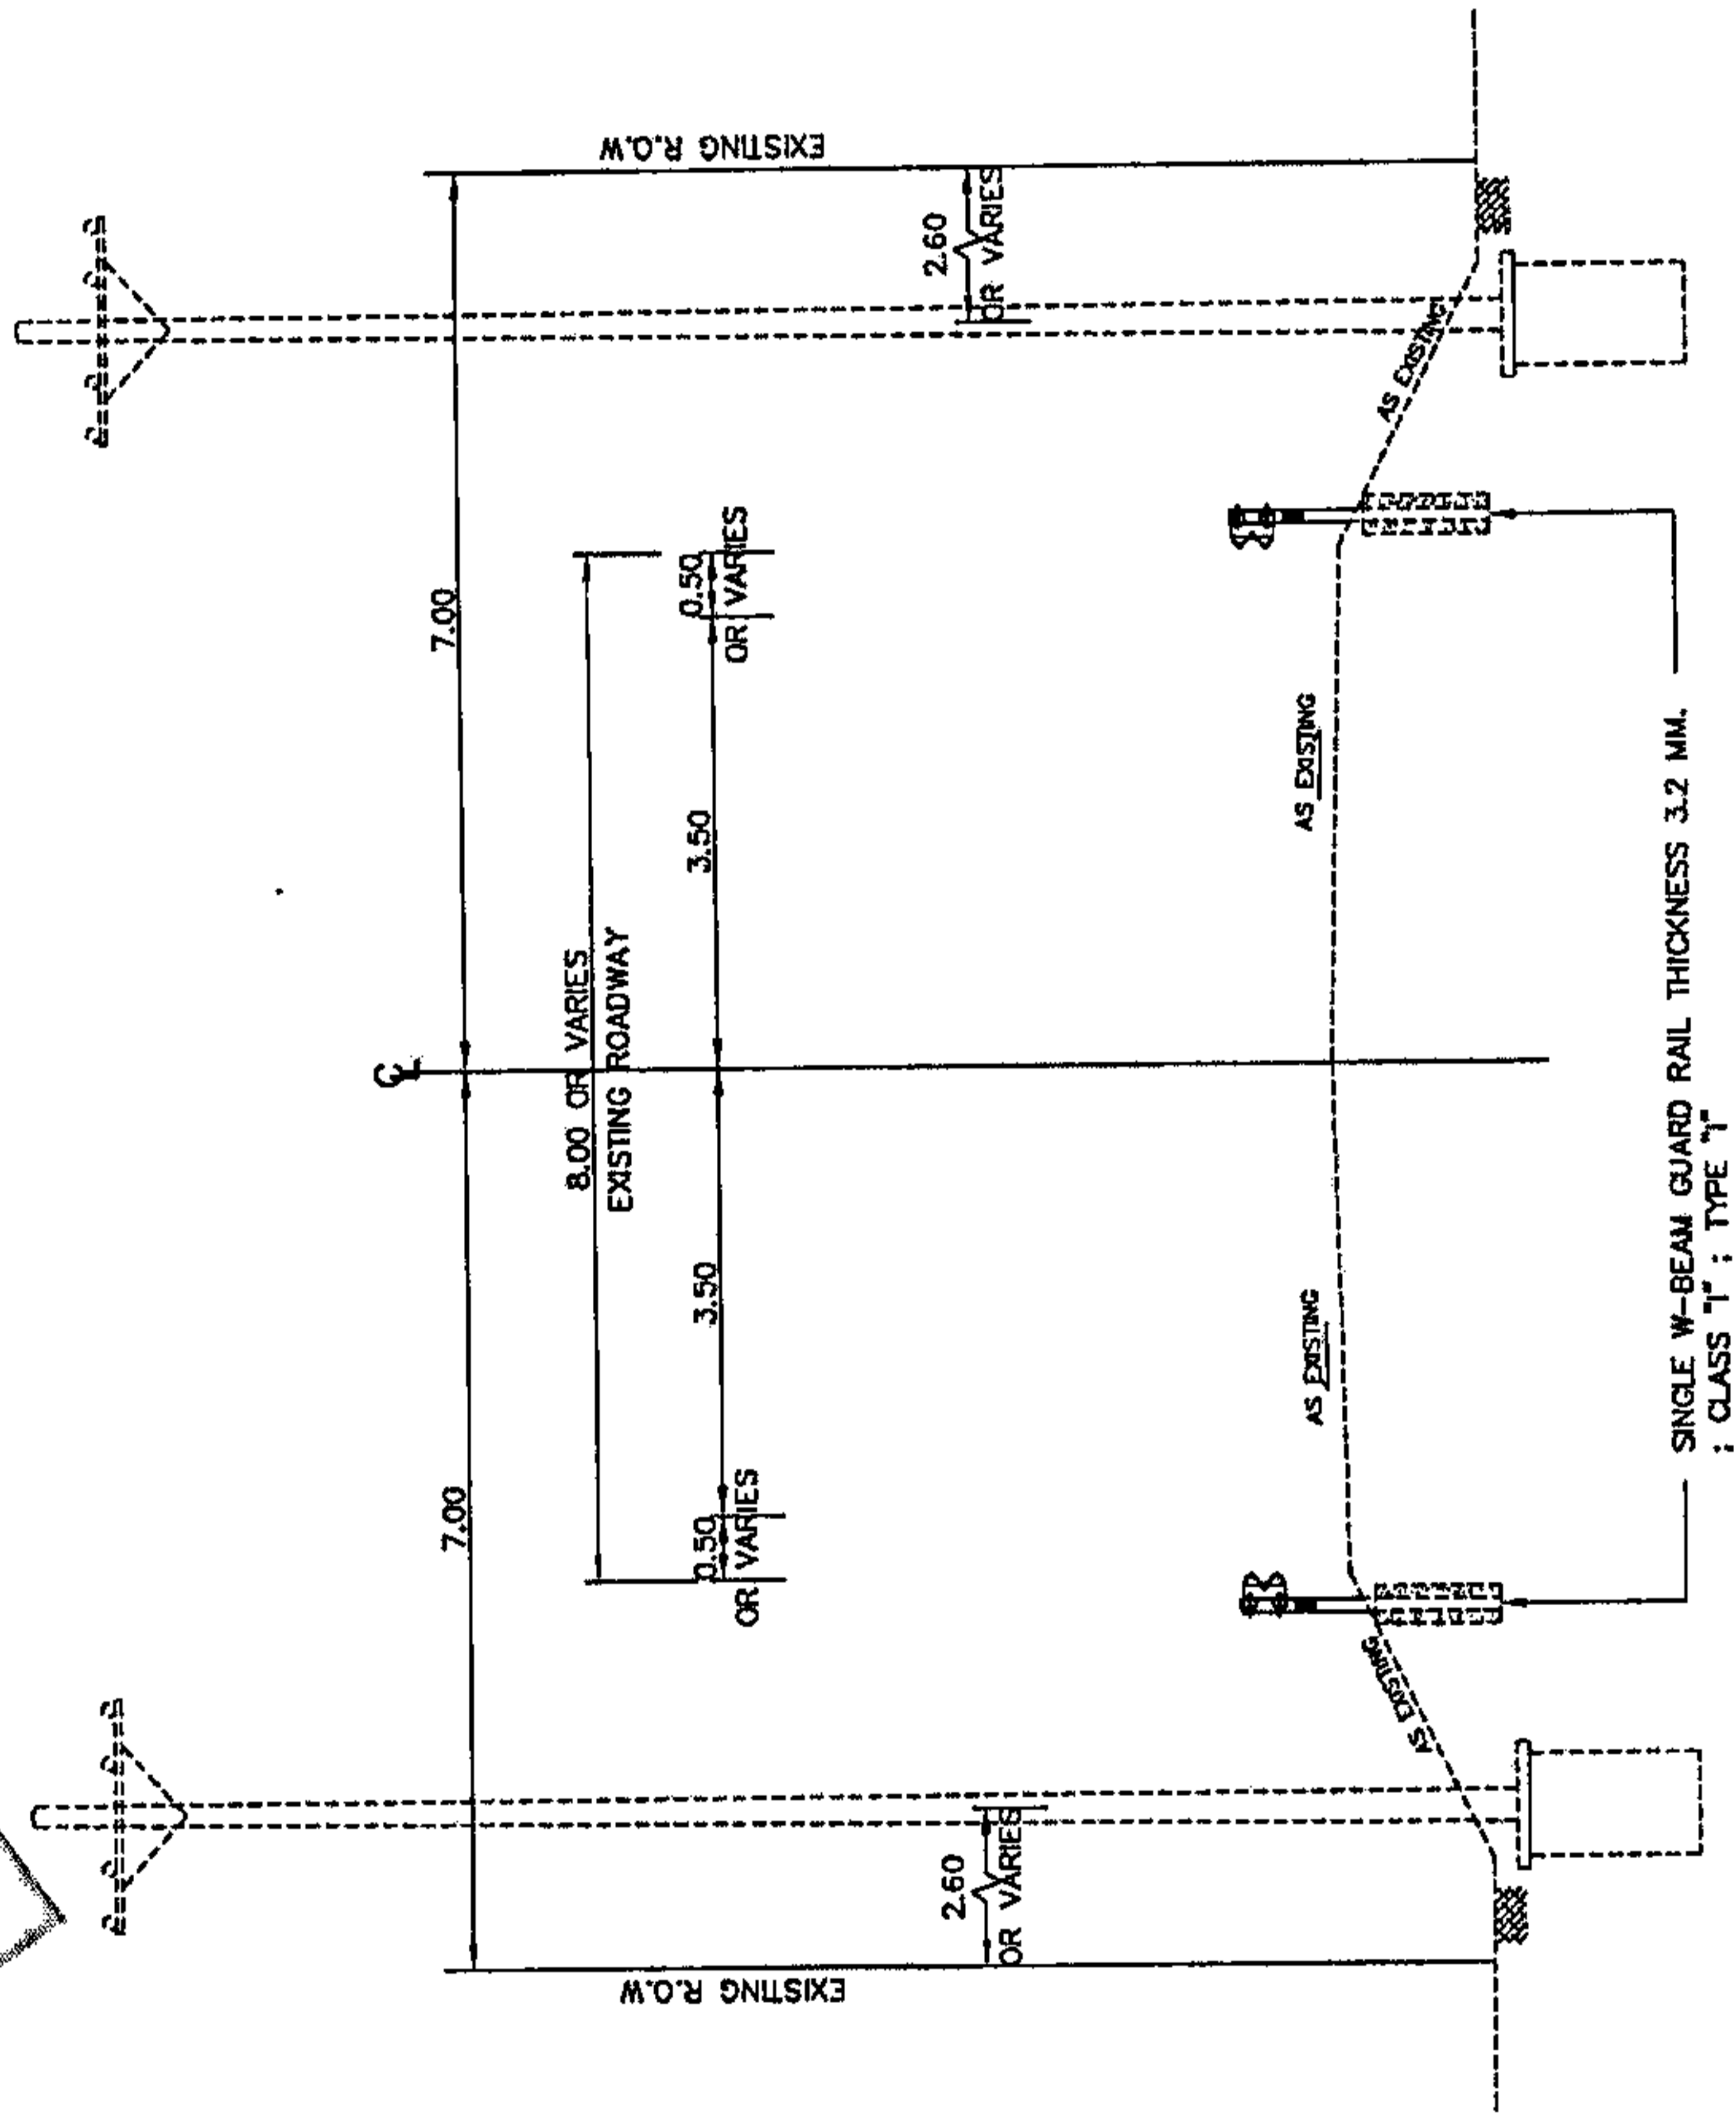 EXISTING R.O.W
EXISTING R.O.W
7.00
7.00
CL
8.00 OR VARIES
EXISTING ROADWAY
0.50
OR VARIES
3.50
3.50
0.50
OR VARIES
2.60
OR VARIES
2.60
OR VARIES
AS EXISTING
AS EXISTING
AS EXISTING
AS EXISTING
SINGLE W-BEAM GUARD RAIL THICKNESS 3.2 MM.
: CLASS "I" : TYPE "I"